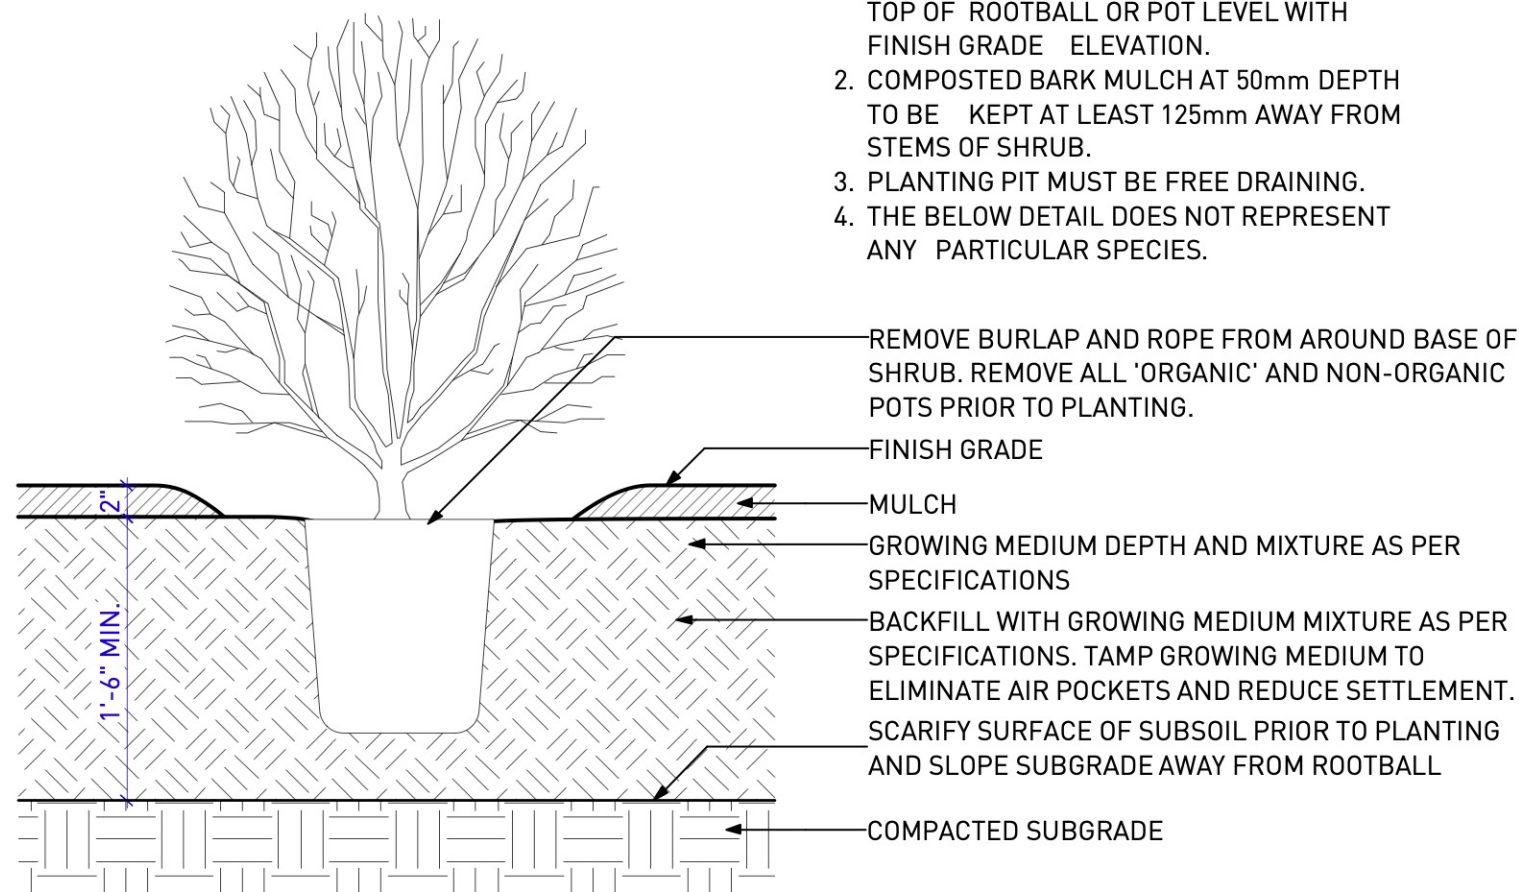 TOP OF ROOTBALL OR POT LEVEL WITH
FINISH GRADE ELEVATION.
2. COMPOSTED BARK MULCH AT 50mm DEPTH
TO BE KEPT AT LEAST 125mm AWAY FROM
STEMS OF SHRUB.
3. PLANTING PIT MUST BE FREE DRAINING.
4. THE BELOW DETAIL DOES NOT REPRESENT
ANY PARTICULAR SPECIES.
REMOVE BURLAP AND ROPE FROM AROUND BASE OF
SHRUB. REMOVE ALL 'ORGANIC' AND NON-ORGANIC
POTS PRIOR TO PLANTING.
FINISH GRADE
2"
MULCH
GROWING MEDIUM DEPTH AND MIXTURE AS PER
SPECIFICATIONS
1'-6" MIN.
BACKFILL WITH GROWING MEDIUM MIXTURE AS PER
SPECIFICATIONS. TAMP GROWING MEDIUM TO
ELIMINATE AIR POCKETS AND REDUCE SETTLEMENT.
SCARIFY SURFACE OF SUBSOIL PRIOR TO PLANTING
AND SLOPE SUBGRADE AWAY FROM ROOTBALL
COMPACTED SUBGRADE